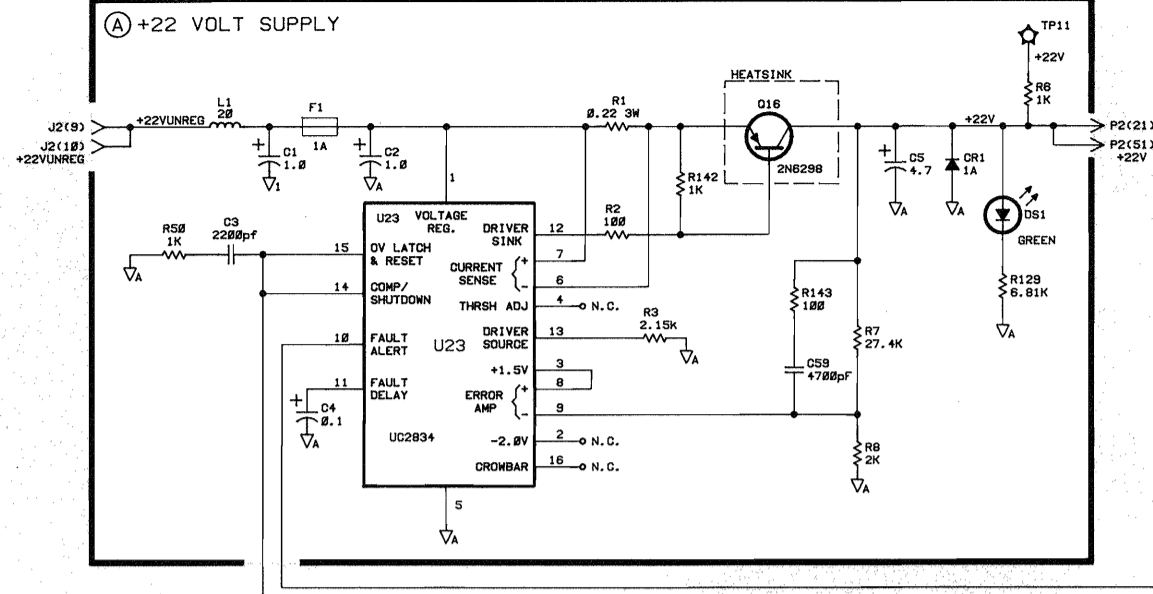 A +22 VOLT SUPPLY
TP11
+22V
R6
1K
HEATSINK
Q16
2N6298
L1
20
F1
1A
R1
0.22 3W
J2(9)
J2(10)
+22VUNREG
+22VUNREG
+
C1
1.0
1
+
C2
1.0
A
1
R142
1K
+22V
P2(21)
P2(51)
+22V
+
C5
4.7
A
CR1
1A
A
DS1
GREEN
R129
6.81K
A
R50
1K
A
C3
2200pf
U23
VOLTAGE
REG.
15
OV LATCH
& RESET
14
COMP/
SHUTDOWN
10
FAULT
ALERT
11
FAULT
DELAY
+
C4
0.1
A
U23
UC2834
DRIVER
SINK
12
R2
100
CURRENT
SENSE
+
7
-
6
THRSH ADJ
4
N.C.
DRIVER
SOURCE
13
R3
2.15k
A
+1.5V
3
ERROR
AMP
+
8
-
9
-2.0V
2
N.C.
CROWBAR
16
N.C.
5
A
R143
100
C59
4700pF
R7
27.4K
R8
2K
A